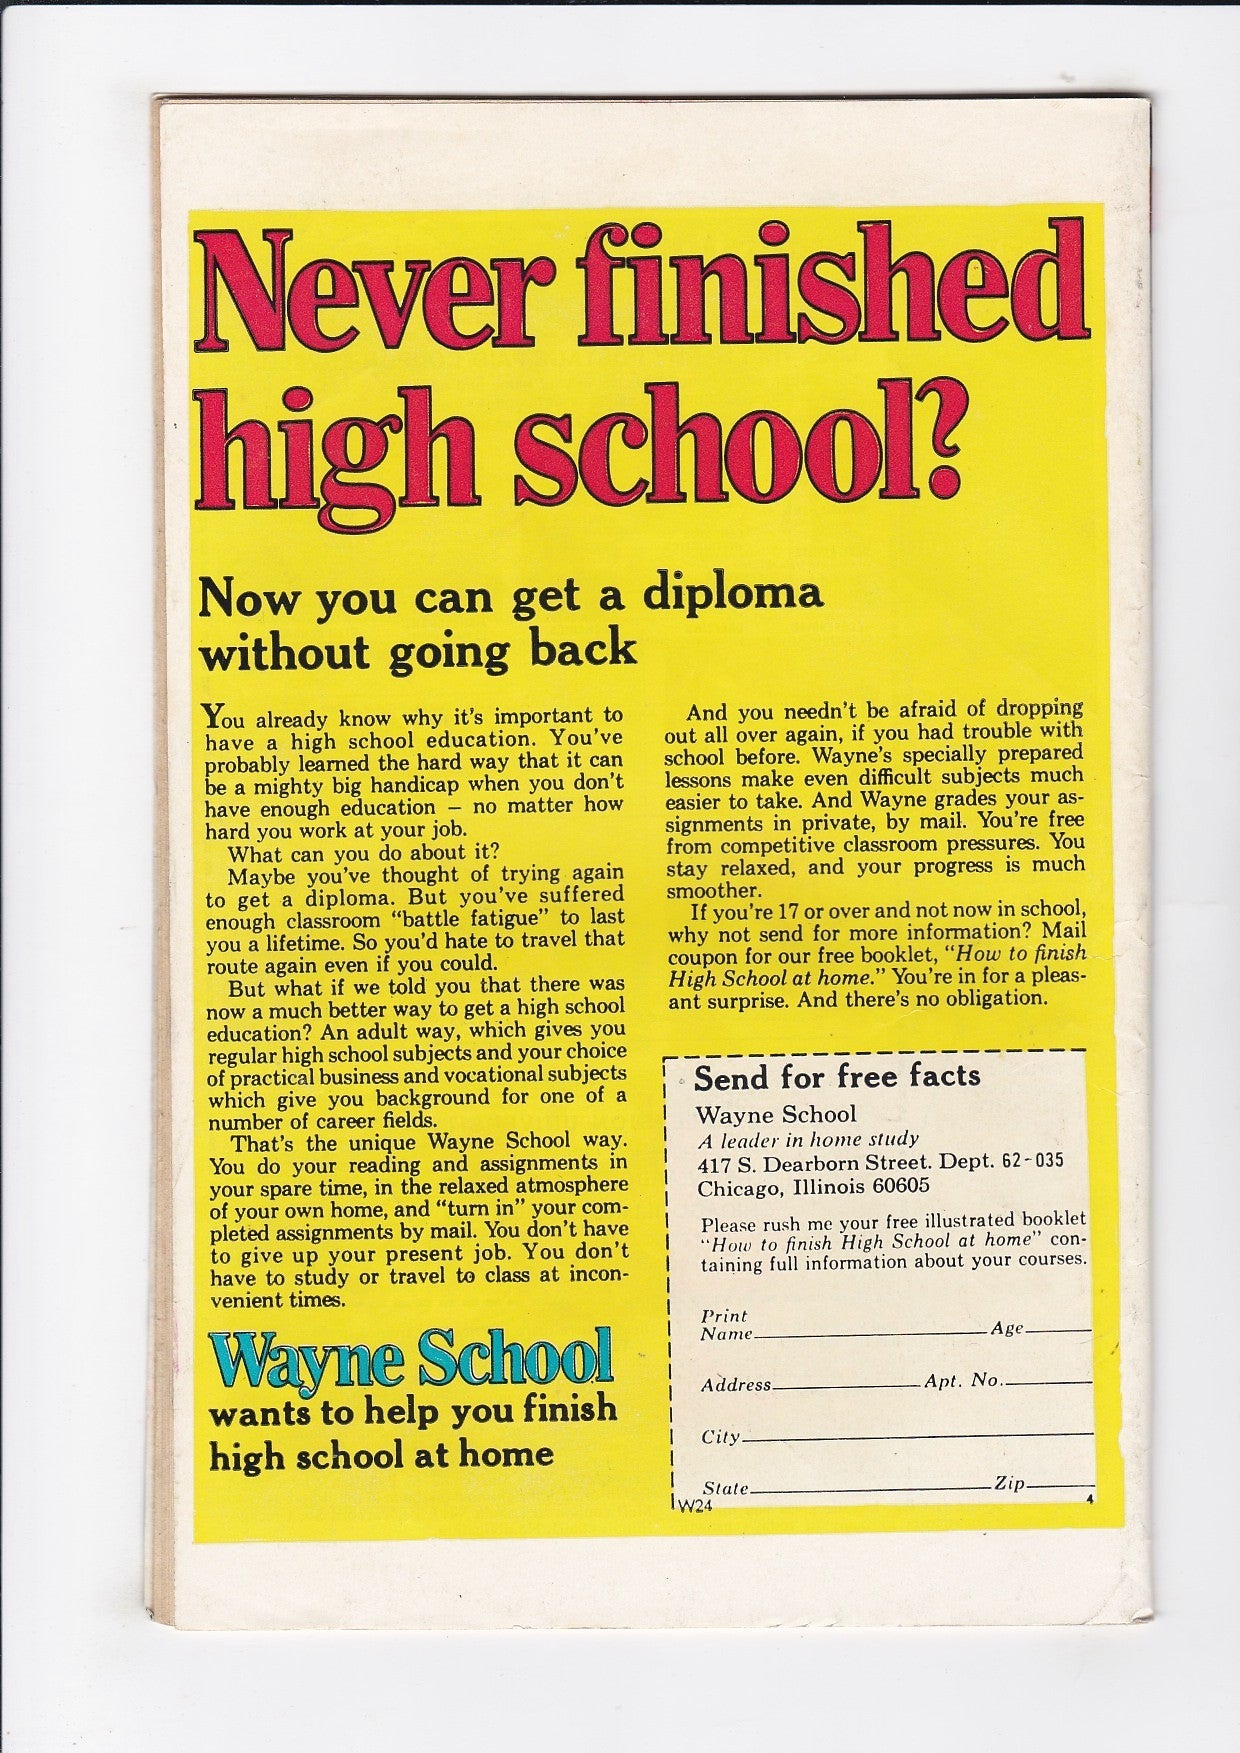 Never finished
high school?
Now you can get a diploma
without going back
You already know why it's important to
have a high school education. You've
probably learned the hard way that it can
be a mighty big handicap when you don't
have enough education – no matter how
hard you work at your job.
What can you do about it?
Maybe you've thought of trying again
to get a diploma. But you've suffered
enough classroom "battle fatigue" to last
you a lifetime. So you'd hate to travel that
route again even if you could.
But what if we told you that there was
now a much better way to get a high school
education? An adult way, which gives you
regular high school subjects and your choice
of practical business and vocational subjects
which give you background for one of a
number of career fields.
That's the unique Wayne School way.
You do your reading and assignments in
your spare time, in the relaxed atmosphere
of your own home, and "turn in" your com-
pleted assignments by mail. You don't have
to give up your present job. You don't
have to study or travel to class at incon-
venient times.
Wayne School
wants to help you finish
high school at home
And you needn't be afraid of dropping
out all over again, if you had trouble with
school before. Wayne's specially prepared
lessons make even difficult subjects much
easier to take. And Wayne grades your as-
signments in private, by mail. You're free
from competitive classroom pressures. You
stay relaxed, and your progress is much
smoother.
If you're 17 or over and not now in school,
why not send for more information? Mail
coupon for our free booklet, "How to finish
High School at home." You're in for a pleas-
ant surprise. And there's no obligation.
Send for free facts
Wayne School
A leader in home study
417 S. Dearborn Street. Dept. 62-035
Chicago, Illinois 60605
Please rush me your free illustrated booklet
"How to finish High School at home" con-
taining full information about your courses.
Print
Name Age
Address Apt. No.
City
State Zip
W24 4